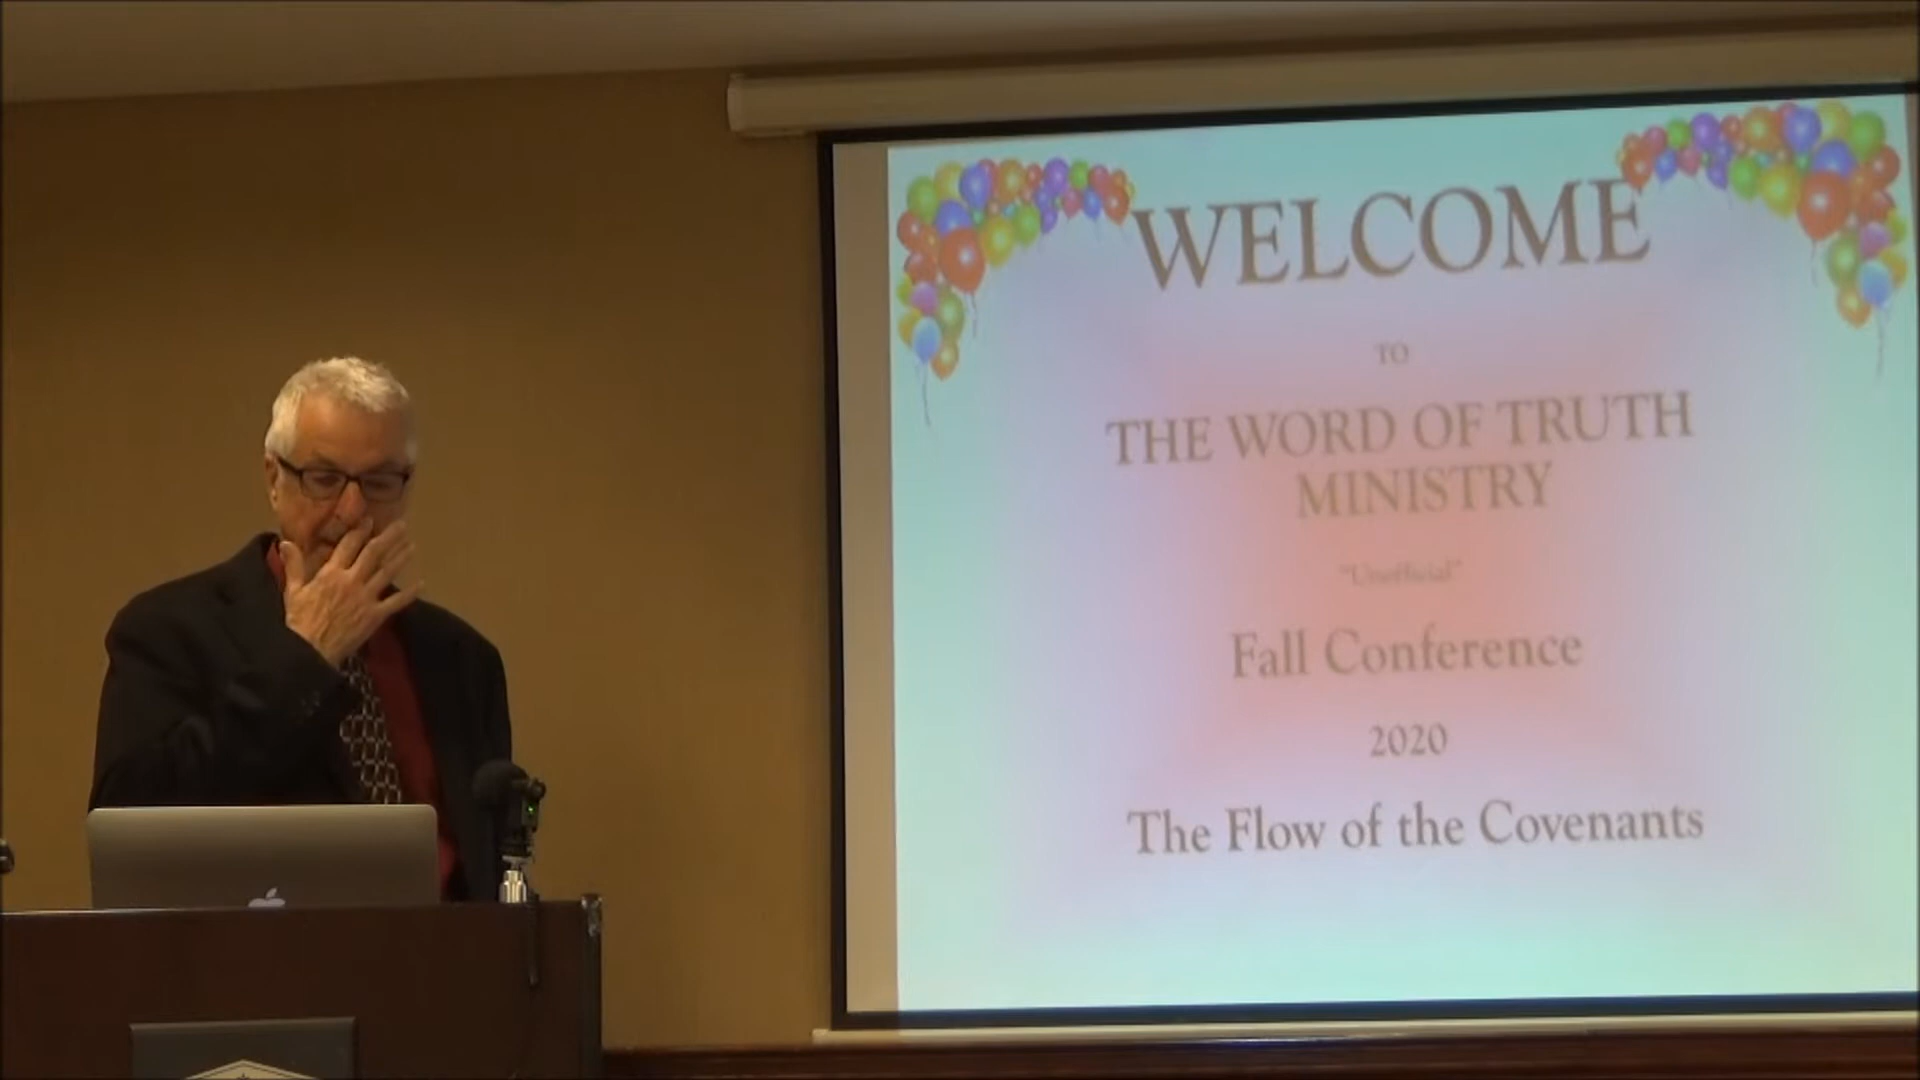 WELCOME
TO
THE WORD OF TRUTH
MINISTRY
"Unofficial"
Fall Conference
2020
The Flow of the Covenants